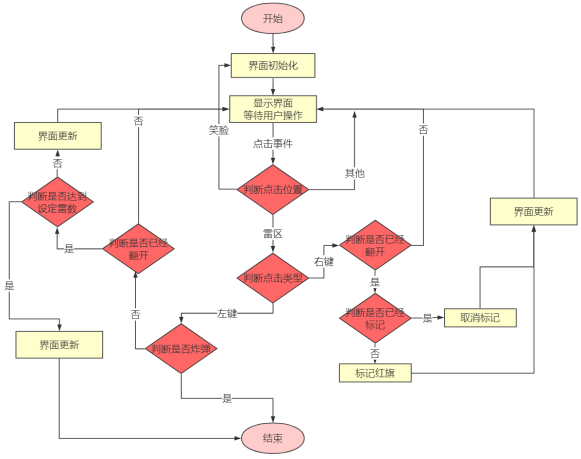 开始
界面初始化
显示界面
等待用户操作
笑脸
点击事件
判断点击位置
其他
雷区
判断点击类型
左键
右键
判断是否已经
翻开
否
是
判断是否已经
标记
是
取消标记
否
标记红旗
界面更新
判断是否炸弹
否
是
判断是否已经
翻开
否
是
判断是否达到
设定雷数
否
界面更新
是
界面更新
结束